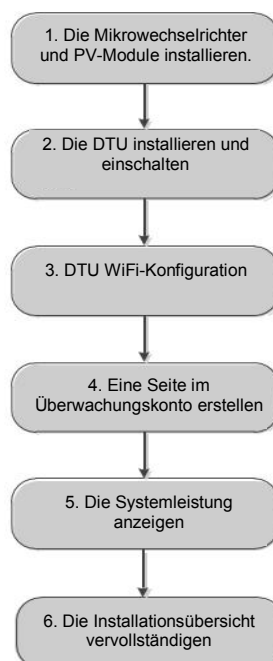 1. Die Mikrowechselrichter
und PV-Module installieren.
2. Die DTU installieren und
einschalten
3. DTU WiFi-Konfiguration
4. Eine Seite im
Überwachungskonto erstellen
5. Die Systemleistung
anzeigen
6. Die Installationsübersicht
vervollständigen